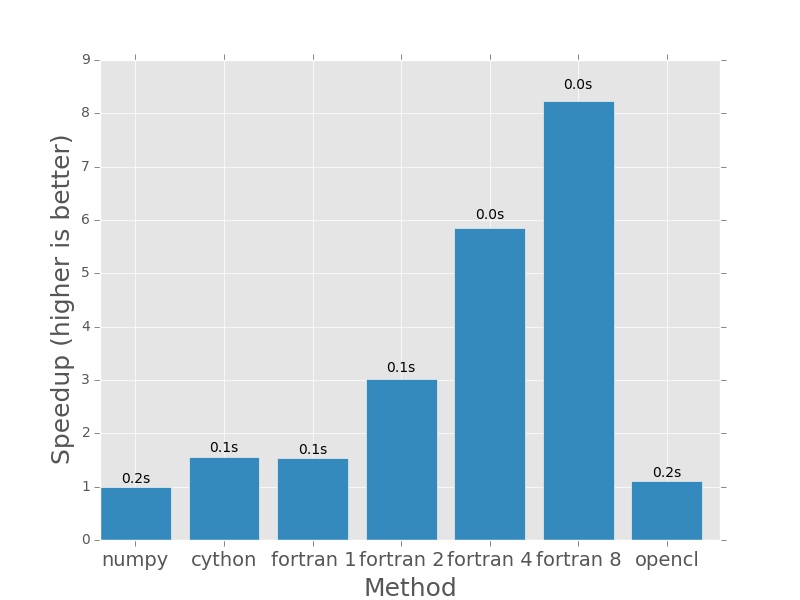 9
8
7
6
5
4
3
2
1
0
Speedup (higher is better)
0.2s
0.1s
0.1s
0.1s
0.0s
0.0s
0.2s
numpy cython fortran 1 fortran 2 fortran 4 fortran 8 opencl
Method